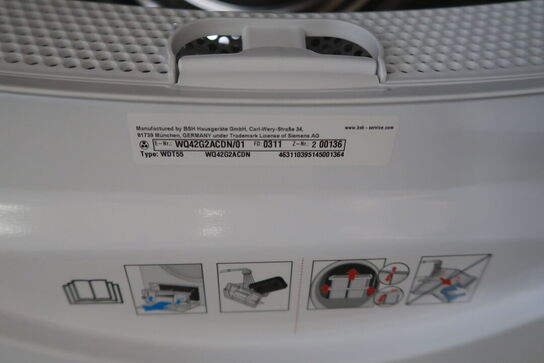 Manufactured by BSH Hausgeräte GmbH, Carl-Wery-Straße 34,
www.bsh-service.com
81739 München, GERMANY under Trademark License of Siemens AG
E-Nr.: WQ42G2ACDN/01 FD: 0311 Z-Nr.: 2 00136
Type: WDT55 WQ42G2ACDN 463110395145001364